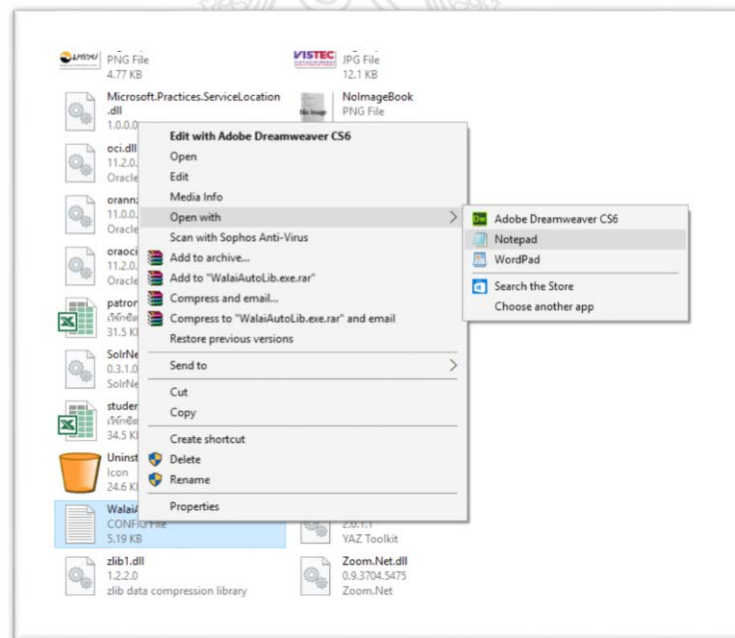 PNG File
4.77 KB
VISTEC
JPG File
12.1 KB
Microsoft.Practices.ServiceLocation
.dll
1.0.0.0
NoImageBook
PNG File
No Image
oci.dll
11.2.0.
Oracle
orann
11.0.0.
Oracle
oraoci
11.2.0.
Oracle
patron
31.5 KB
SolrNe
0.3.1.0
SolrNe
studen
34.5 KB
Uninst
Icon
24.6 KB
WalaiA
CONFIG File
5.19 KB
2.0.1.1
YAZ Toolkit
zlib1.dll
1.2.2.0
zlib data compression library
Zoom.Net.dll
0.9.3704.5475
Zoom.Net
Edit with Adobe Dreamweaver CS6
Open
Edit
Media Info
Open with
Scan with Sophos Anti-Virus
Add to archive...
Add to "WalaiAutoLib.exe.rar"
Compress and email...
Compress to "WalaiAutoLib.exe.rar" and email
Restore previous versions
Send to
Cut
Copy
Create shortcut
Delete
Rename
Properties
Dw Adobe Dreamweaver CS6
Notepad
WordPad
Search the Store
Choose another app